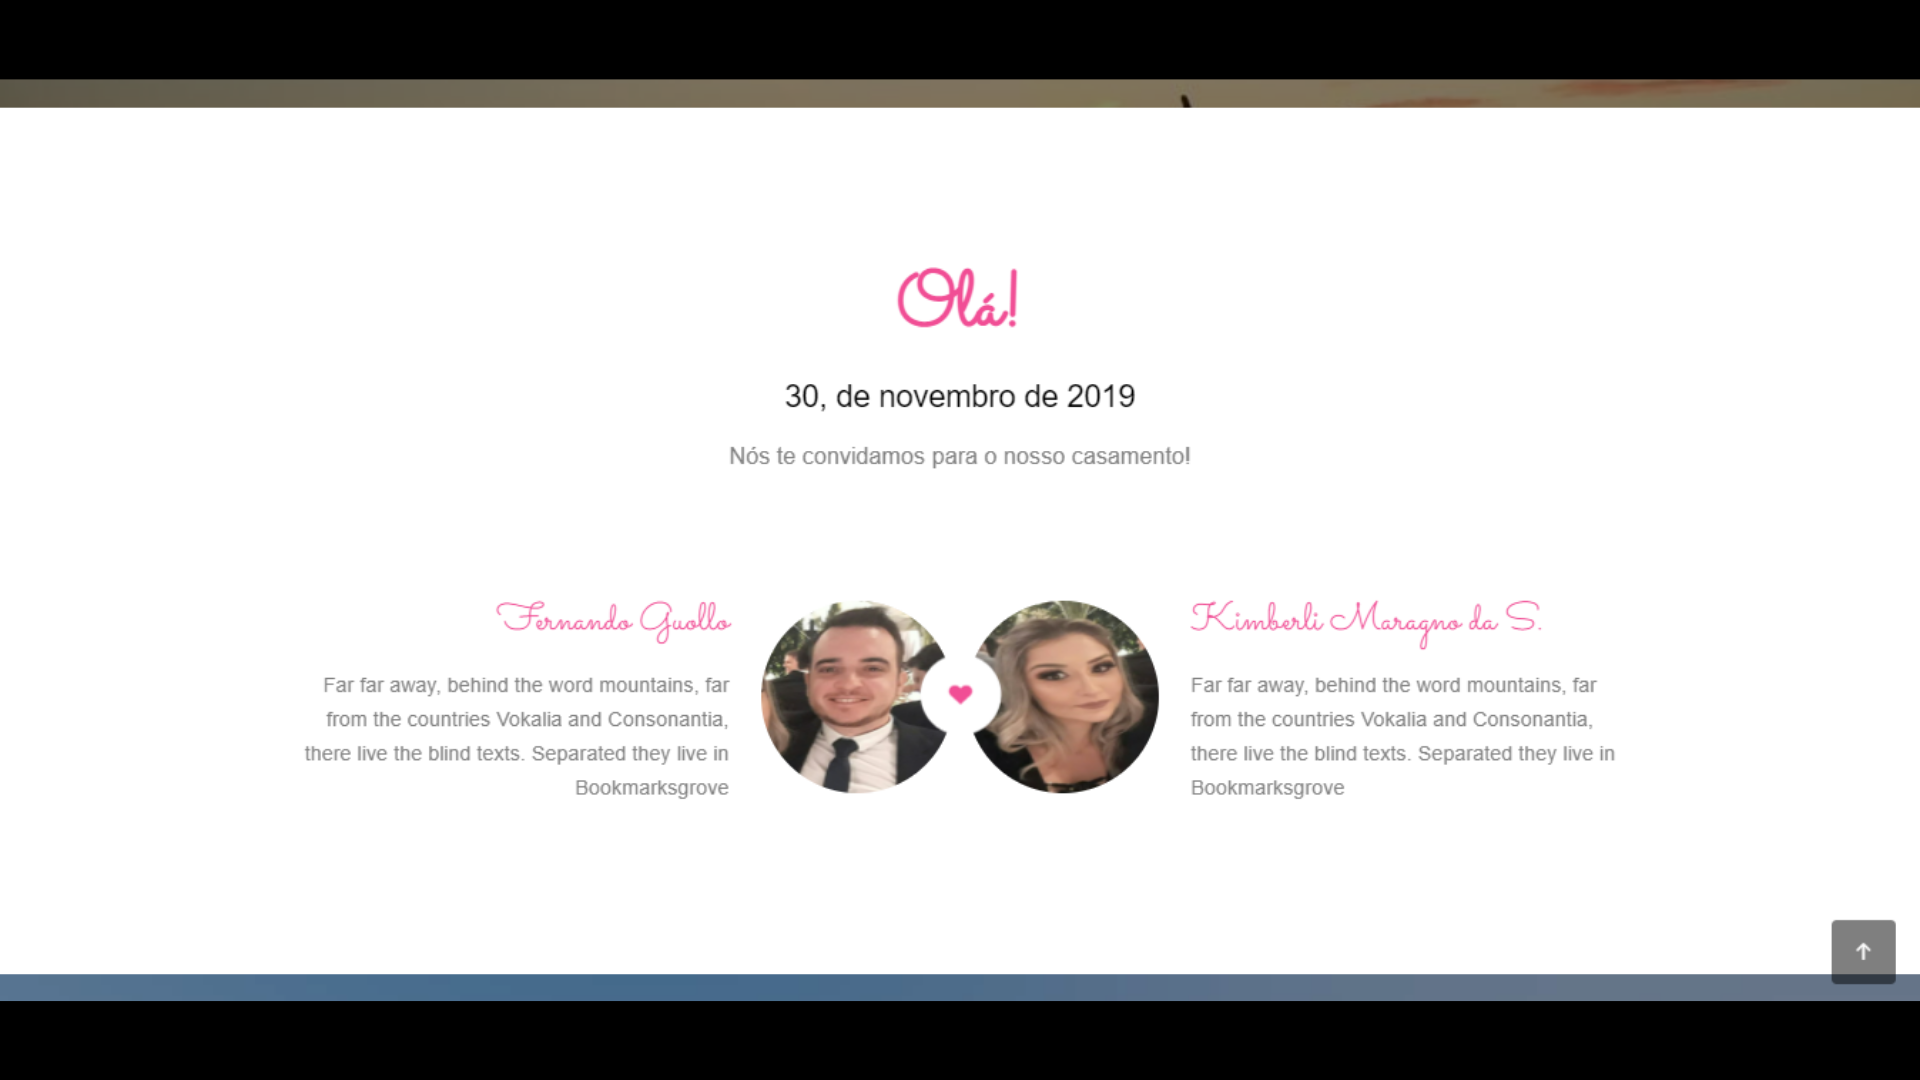 Olá!
30, de novembro de 2019
Nós te convidamos para o nosso casamento!
Fernando Guollo
Far far away, behind the word mountains, far
from the countries Vokalia and Consonantia,
there live the blind texts. Separated they live in
Bookmarksgrove
Kimberli Maragno da S.
Far far away, behind the word mountains, far
from the countries Vokalia and Consonantia,
there live the blind texts. Separated they live in
Bookmarksgrove